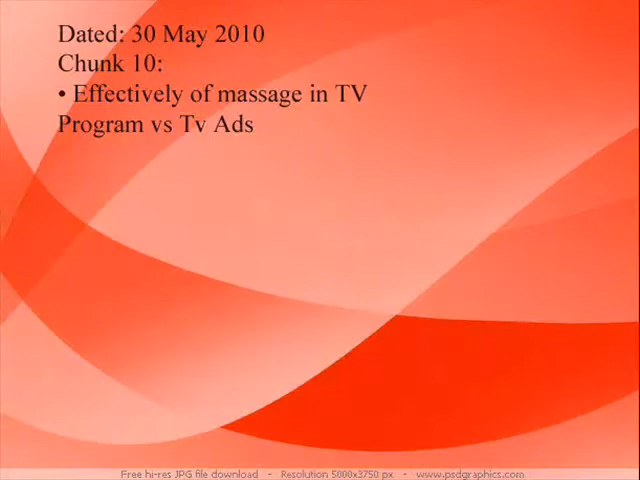 Dated: 30 May 2010
Chunk 10:
• Effectively of massage in TV
Program vs Tv Ads
Free hi-res JPG file download - Resolution 5000x3750 px - www.psdgraphics.com